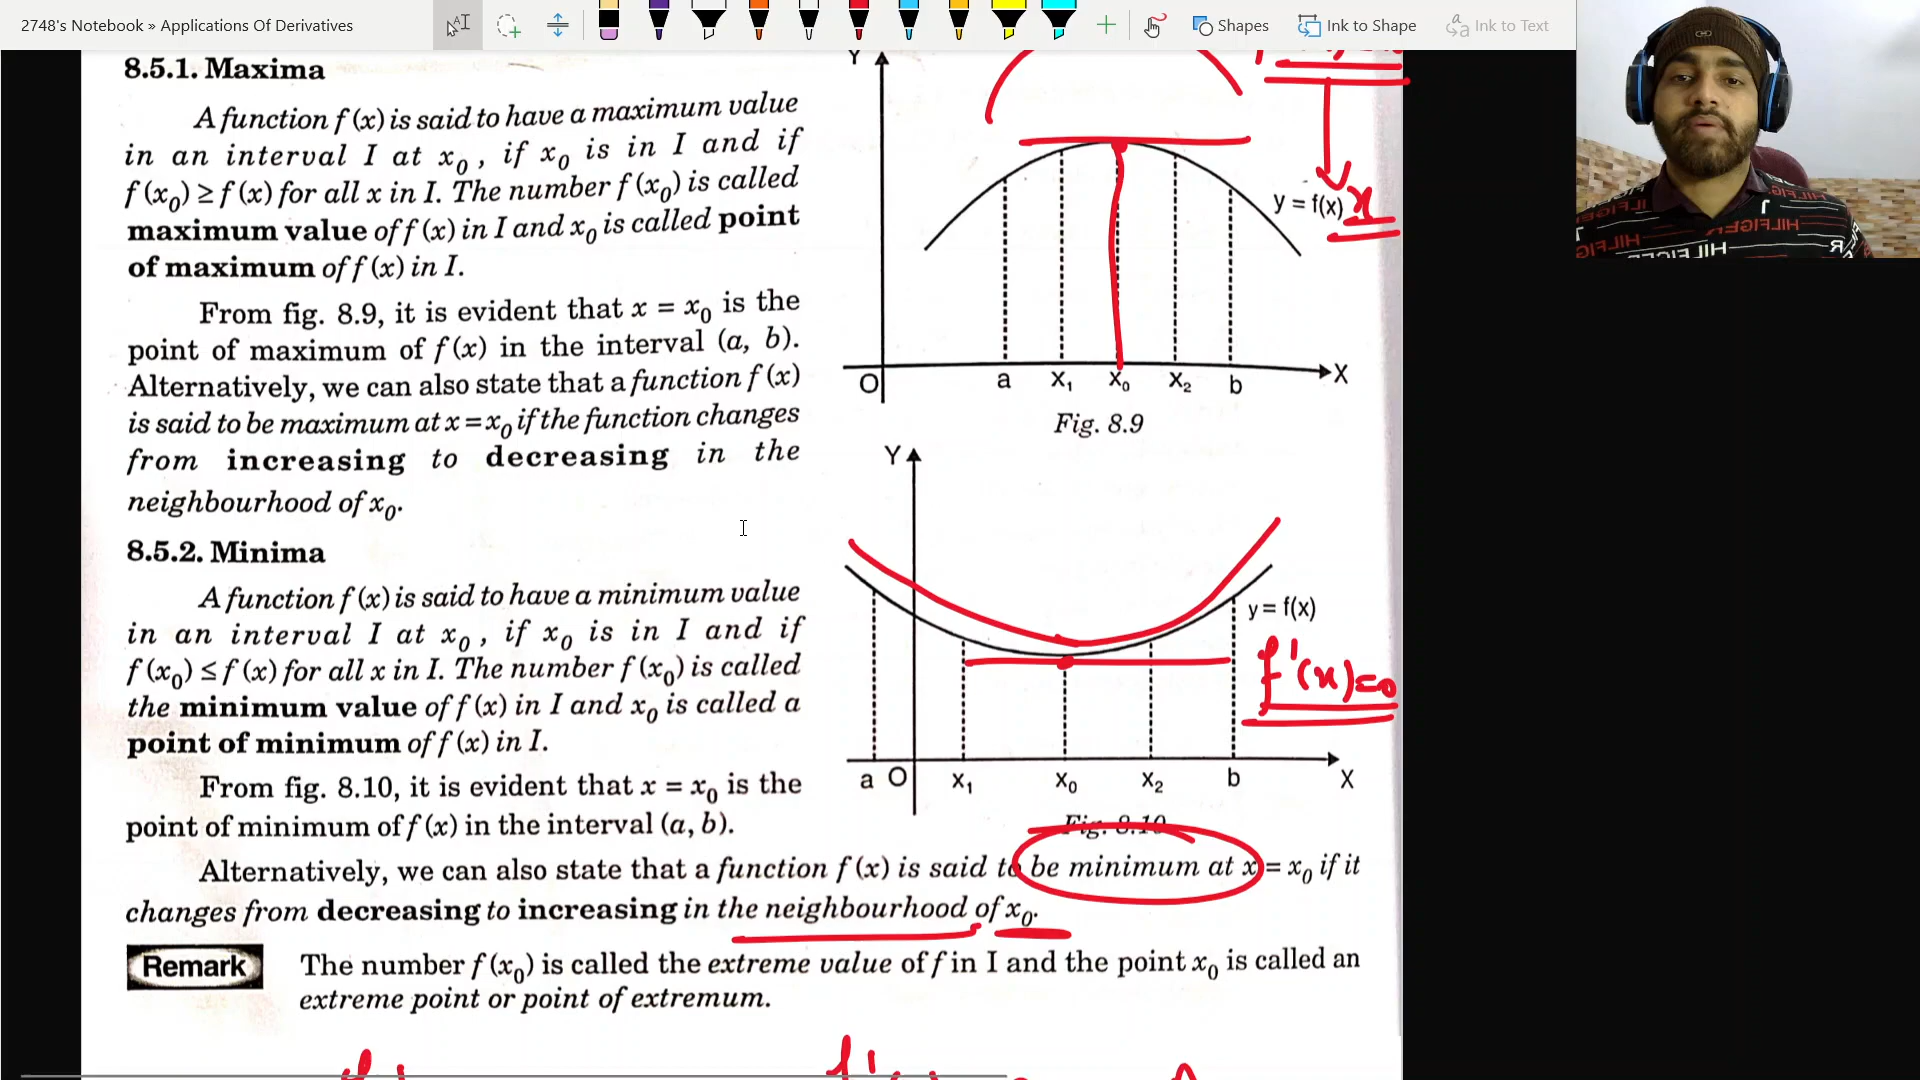 2748's Notebook » Applications Of Derivatives
Shapes
Ink to Shape
Ink to Text
8.5.1. Maxima
A function f (x) is said to have a maximum value
in an interval I at x₀ , if x₀ is in I and if
f (x₀) ≥ f (x) for all x in I. The number f (x₀) is called
maximum value of f (x) in I and x₀ is called point
of maximum of f (x) in I.
From fig. 8.9, it is evident that x = x₀ is the
point of maximum of f (x) in the interval (a, b).
Alternatively, we can also state that a function f (x)
is said to be maximum at x = x₀ if the function changes
from increasing to decreasing in the
neighbourhood of x₀.
Y
y = f(x)
x
O a x₁ x₀ x₂ b X
Fig. 8.9
8.5.2. Minima
A function f (x) is said to have a minimum value
in an interval I at x₀ , if x₀ is in I and if
f (x₀) ≤ f (x) for all x in I. The number f (x₀) is called
the minimum value of f (x) in I and x₀ is called a
point of minimum of f (x) in I.
From fig. 8.10, it is evident that x = x₀ is the
point of minimum of f (x) in the interval (a, b).
Y
y = f(x)
f'(x)=0
a O x₁ x₀ x₂ b X
Fig. 8.10
Alternatively, we can also state that a function f (x) is said to be minimum at x = x₀ if it
changes from decreasing to increasing in the neighbourhood of x₀.
Remark The number f (x₀) is called the extreme value of f in I and the point x₀ is called an
extreme point or point of extremum.